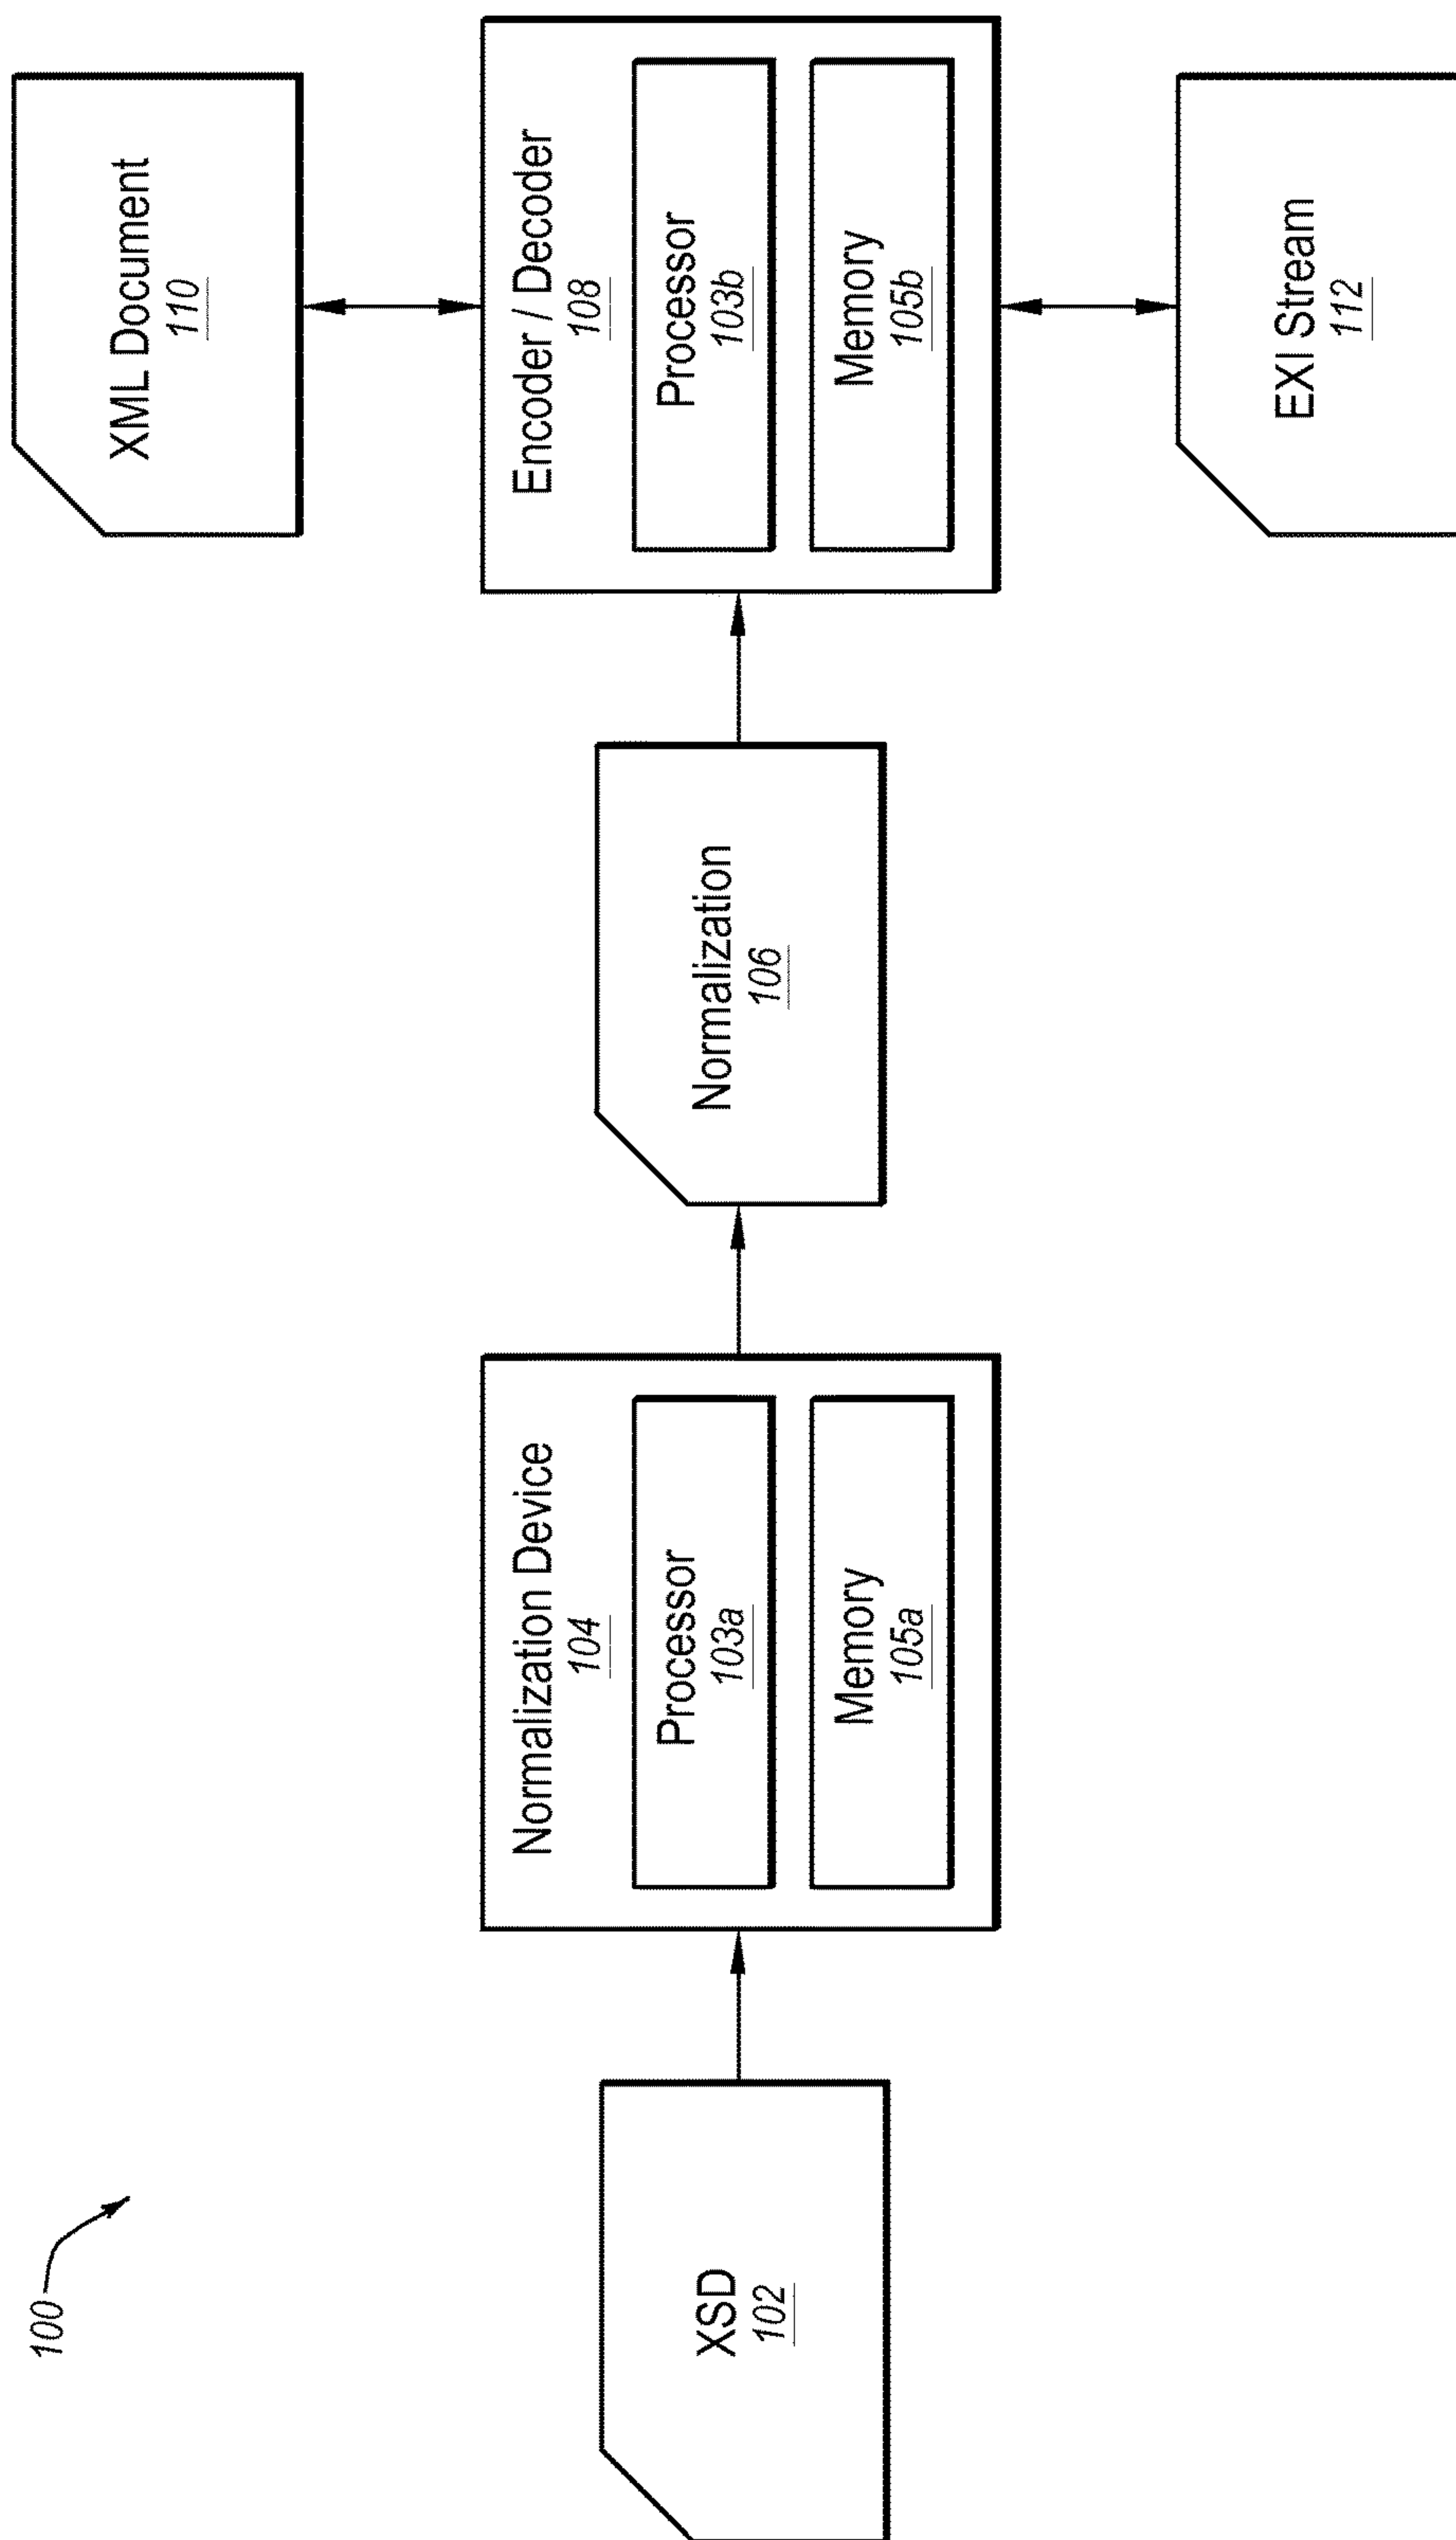 100
XSD
102
Normalization Device
104
Processor
103a
Memory
105a
Normalization
106
XML Document
110
Encoder / Decoder
108
Processor
103b
Memory
105b
EXI Stream
112